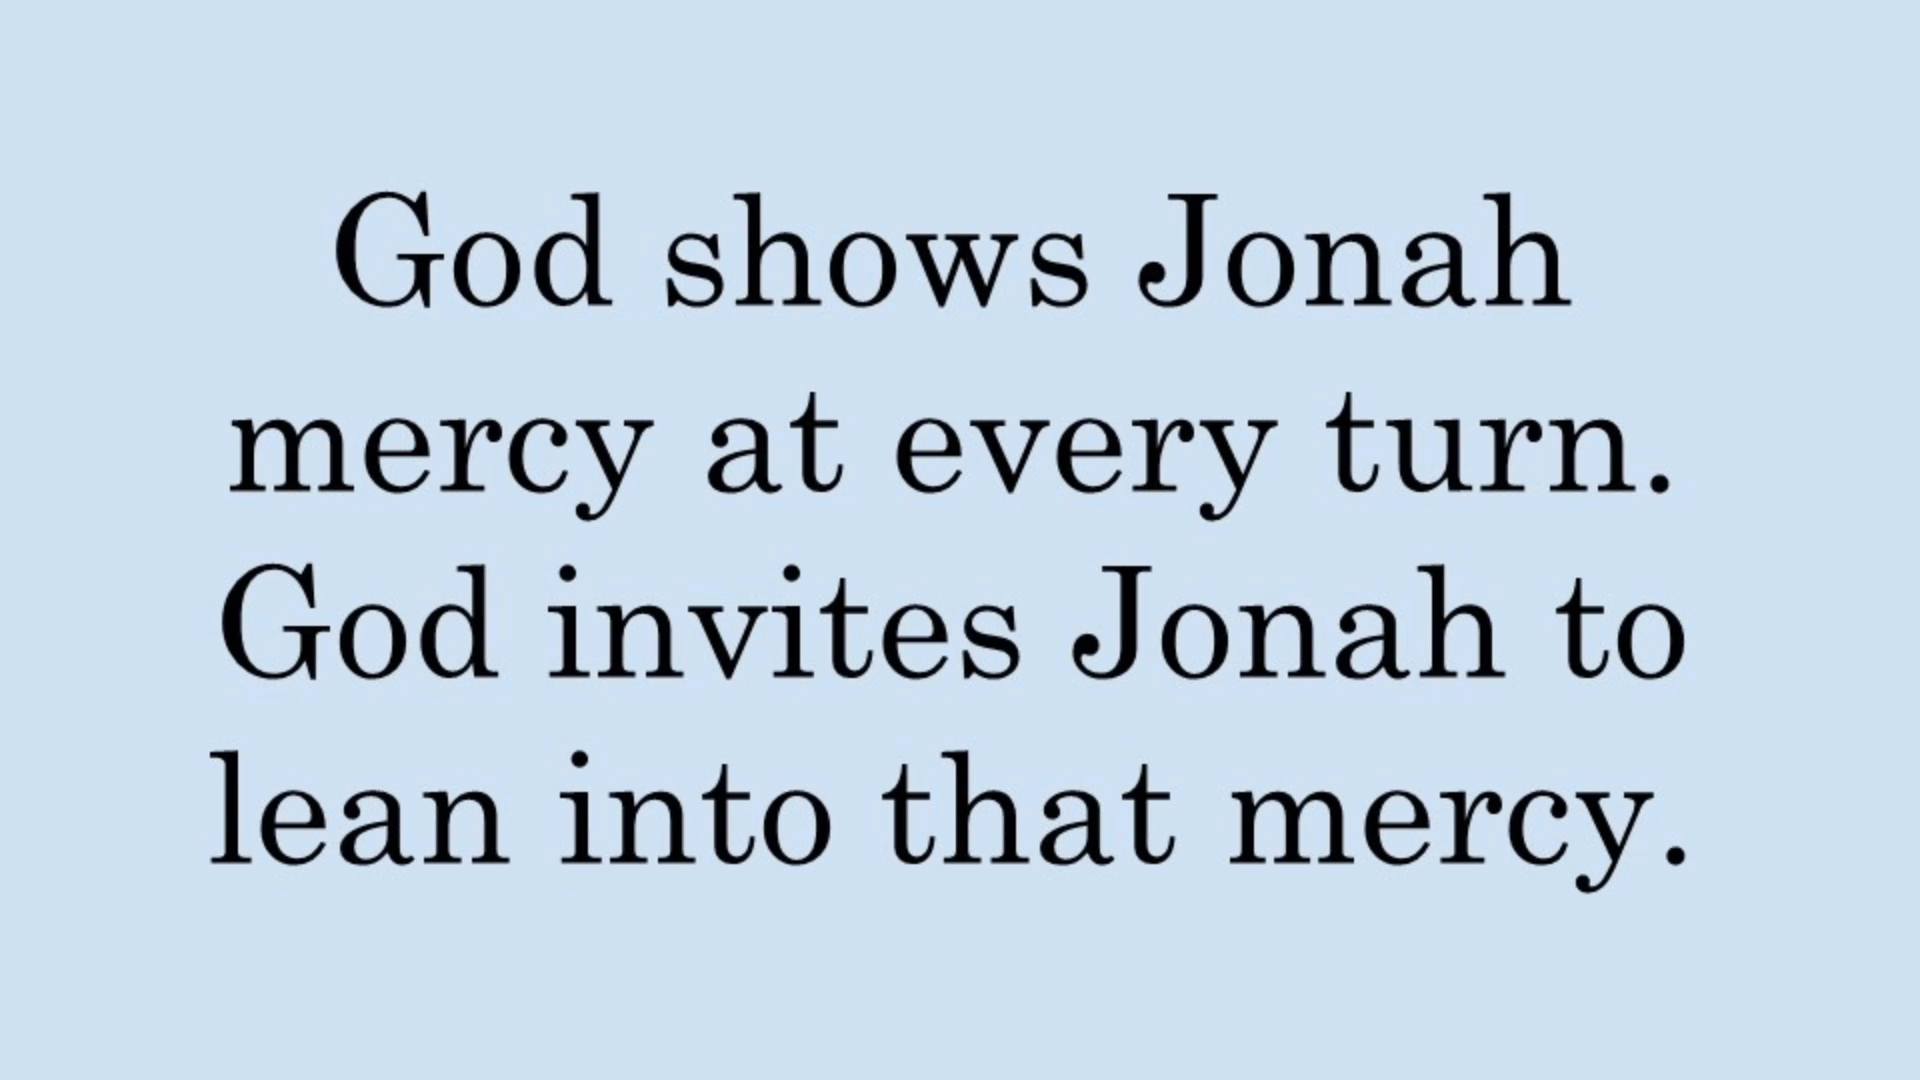 God shows Jonah
mercy at every turn.
God invites Jonah to
lean into that mercy.